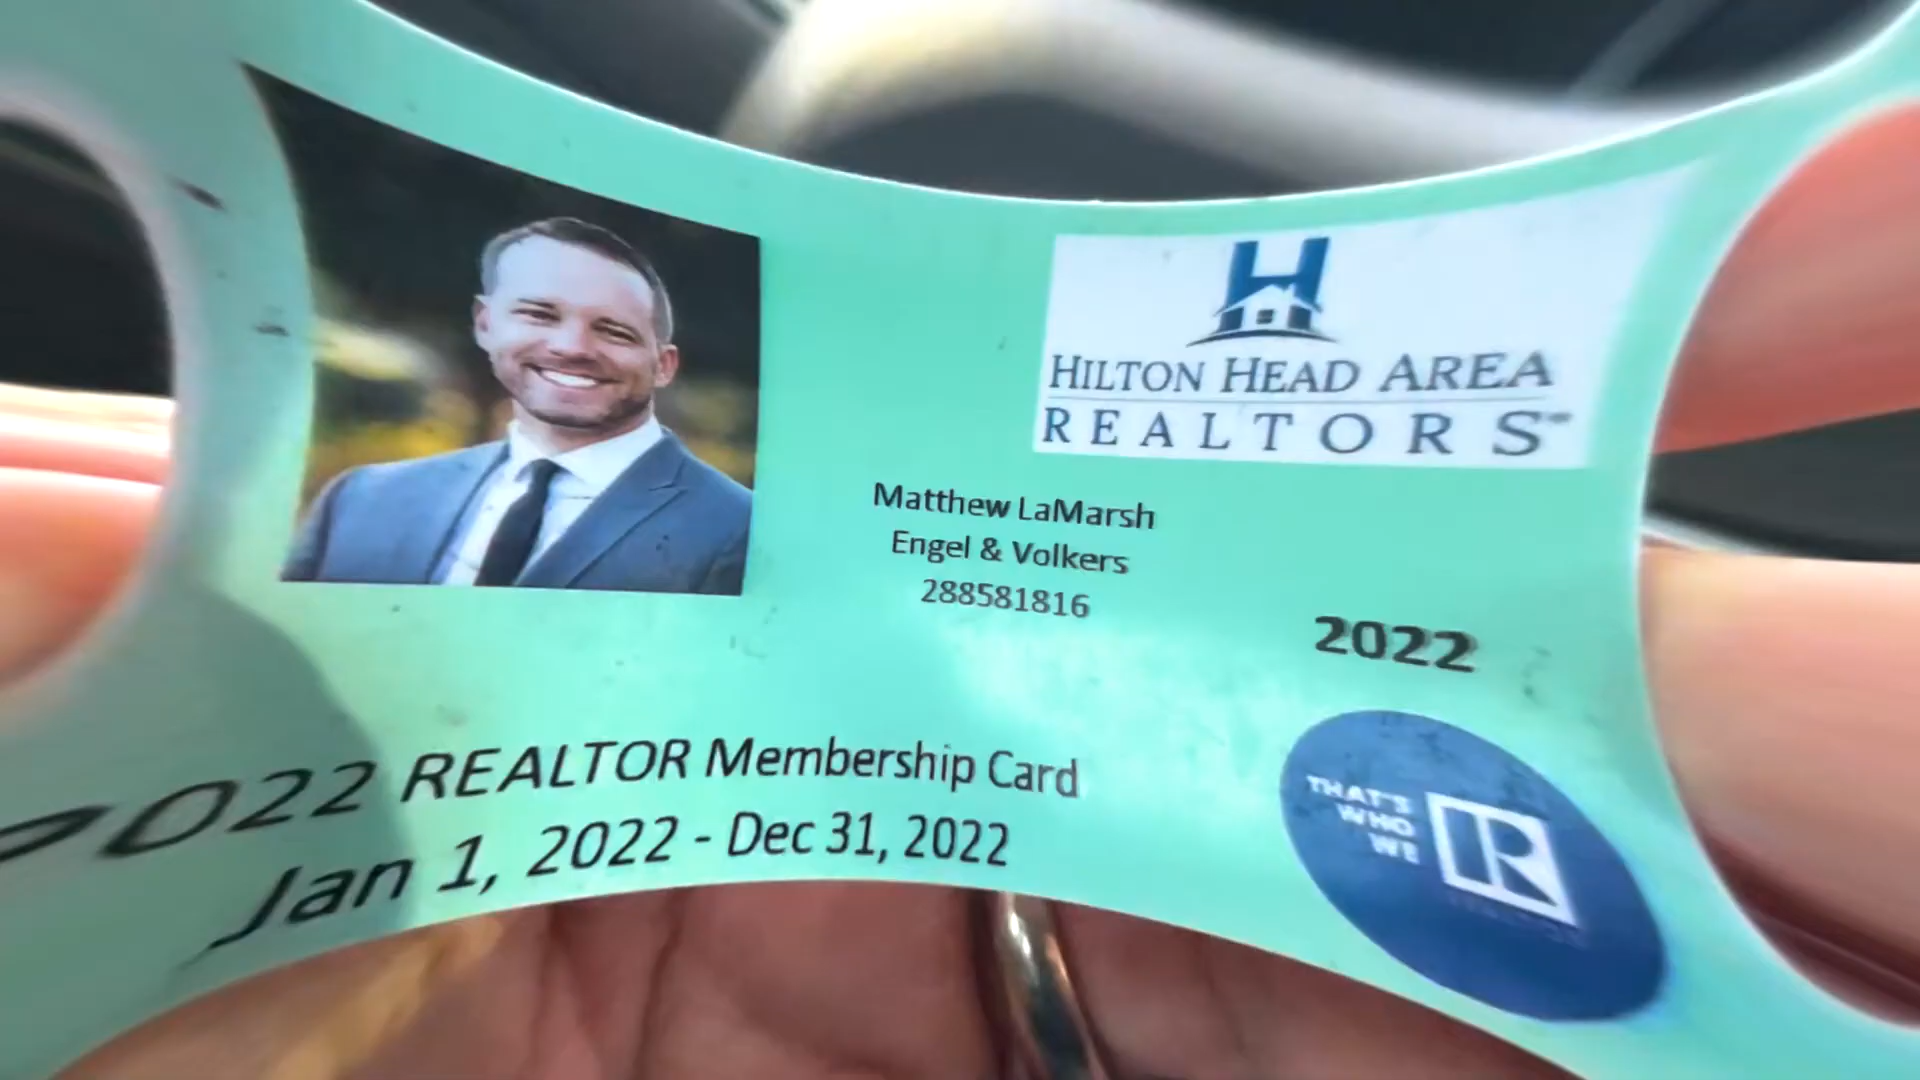 HILTON HEAD AREA
REALTORS®
Matthew LaMarsh
Engel & Volkers
288581816
2022
2022 REALTOR Membership Card
Jan 1, 2022 - Dec 31, 2022
THAT'S
WHO
WE
R